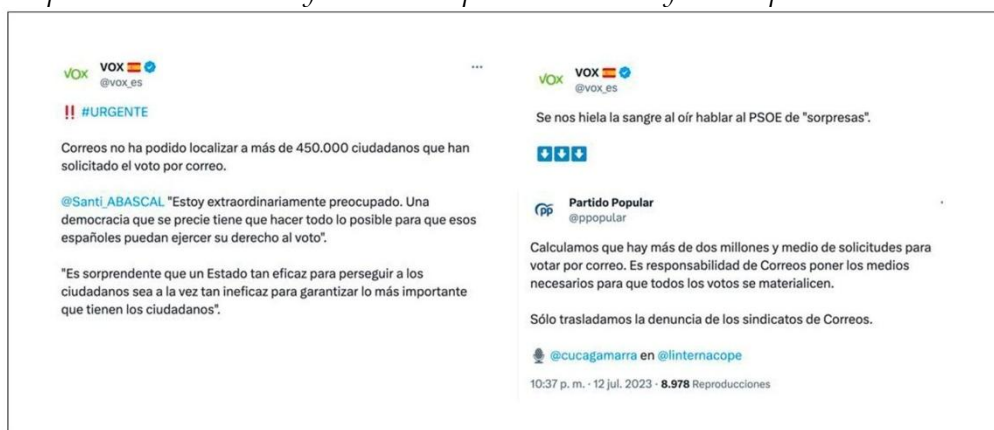 VOX
VOX
@vox_es
!! #URGENTE
Correos no ha podido localizar a más de 450.000 ciudadanos que han
solicitado el voto por correo.
@Santi_ABASCAL "Estoy extraordinariamente preocupado. Una
democracia que se precie tiene que hacer todo lo posible para que esos
españoles puedan ejercer su derecho al voto".
"Es sorprendente que un Estado tan eficaz para perseguir a los
ciudadanos sea a la vez tan ineficaz para garantizar lo más importante
que tienen los ciudadanos".
VOX
VOX
@vox_es
Se nos hiela la sangre al oír hablar al PSOE de "sorpresas".
PP
Partido Popular
@ppopular
Calculamos que hay más de dos millones y medio de solicitudes para
votar por correo. Es responsabilidad de Correos poner los medios
necesarios para que todos los votos se materialicen.
Sólo trasladamos la denuncia de los sindicatos de Correos.
@cucagamarra en @linternacope
10:37 p. m. · 12 jul. 2023 · 8.978 Reproducciones